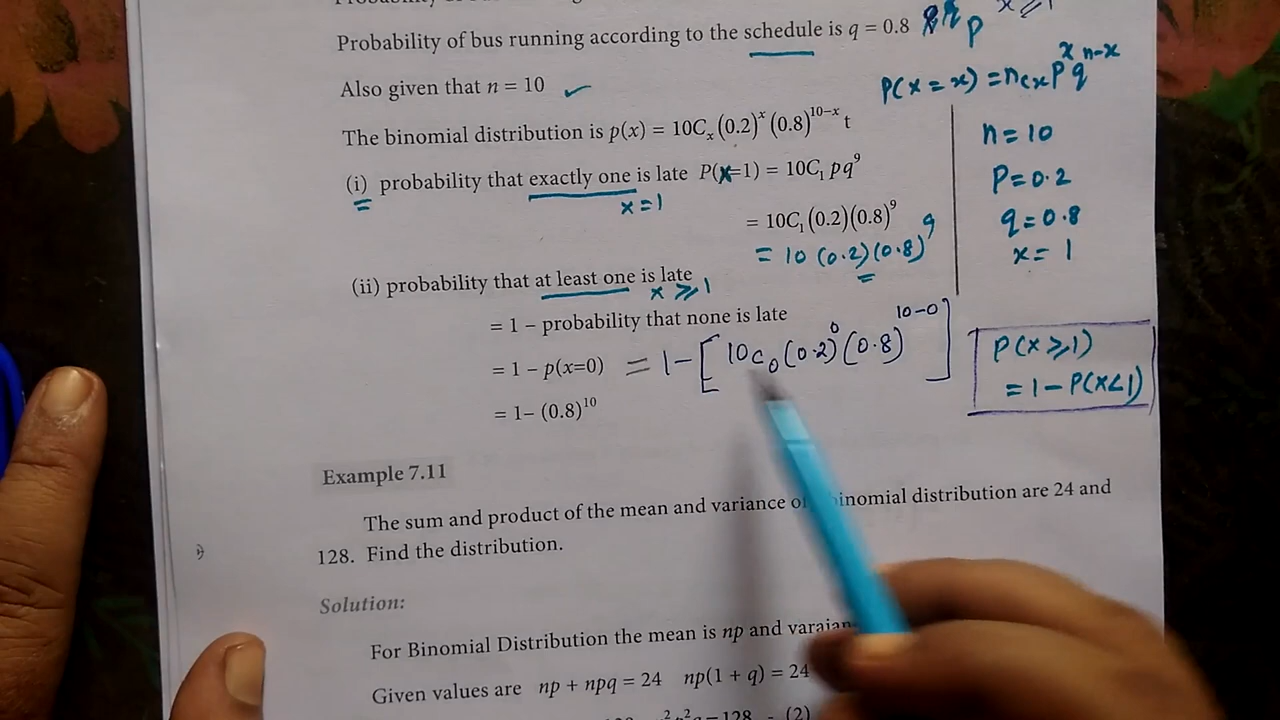 Probability of bus running according to the schedule is q = 0.8 p x ≥ 1
Also given that n = 10 ✓
P(X = x) = nCx p^x q^n-x
The binomial distribution is p(x) = 10Cx (0.2)^x (0.8)^10−x t
n = 10
(i) probability that exactly one is late P(X=1) = 10C1 pq^9
P = 0.2
x = 1
= 10C1 (0.2)(0.8)^9
q = 0.8
= 10 (0.2)(0.8)^9
x = 1
(ii) probability that at least one is late
x ≥ 1
= 1 − probability that none is late
= 1 − p(x=0) = 1 − [10C0 (0.2)^0 (0.8)^10-0]
P(X ≥ 1)
= 1 − P(X < 1)
= 1− (0.8)^10
Example 7.11
The sum and product of the mean and variance of binomial distribution are 24 and
128. Find the distribution.
Solution:
For Binomial Distribution the mean is np and
Given values are np + npq = 24 np(1 + q) = 24
128 (2)